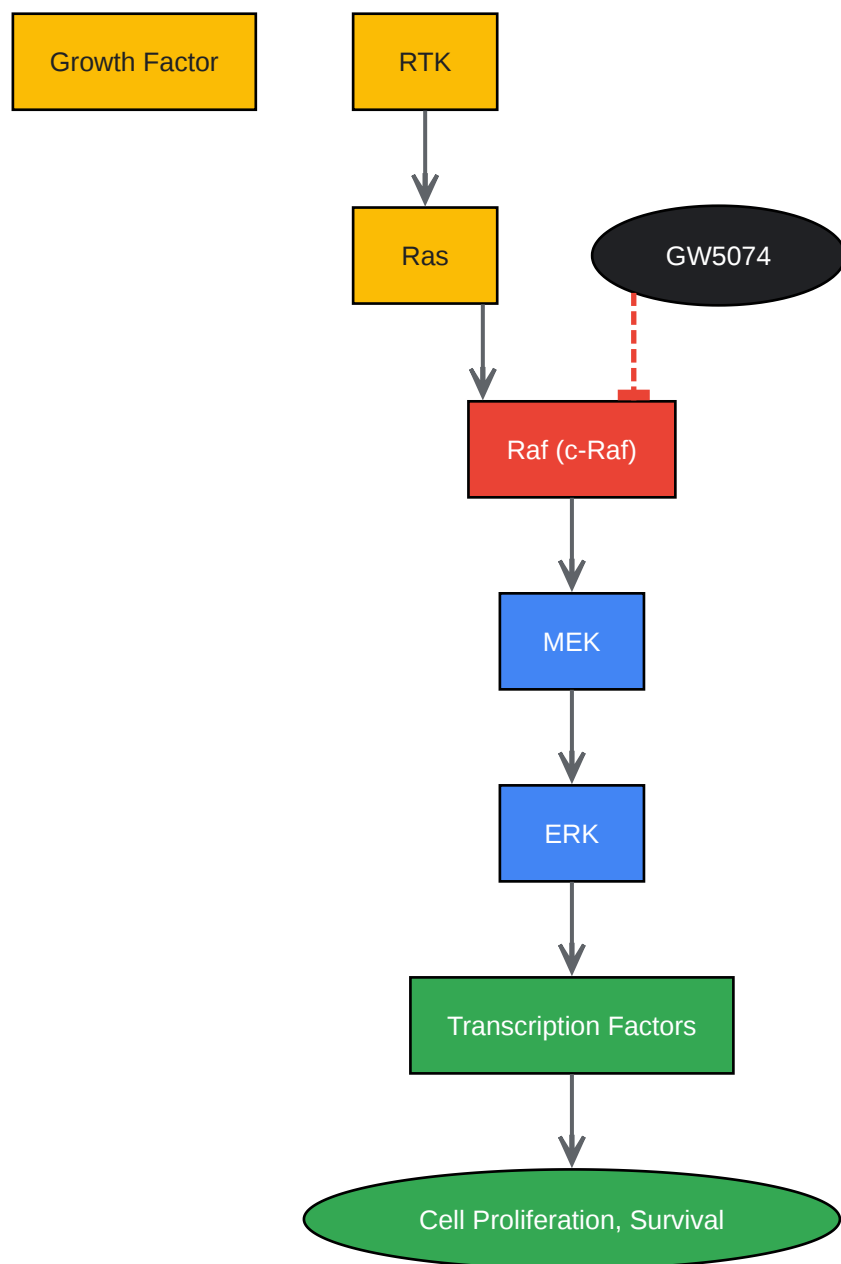 Growth Factor
RTK
Ras
GW5074
Raf (c-Raf)
MEK
ERK
Transcription Factors
Cell Proliferation, Survival